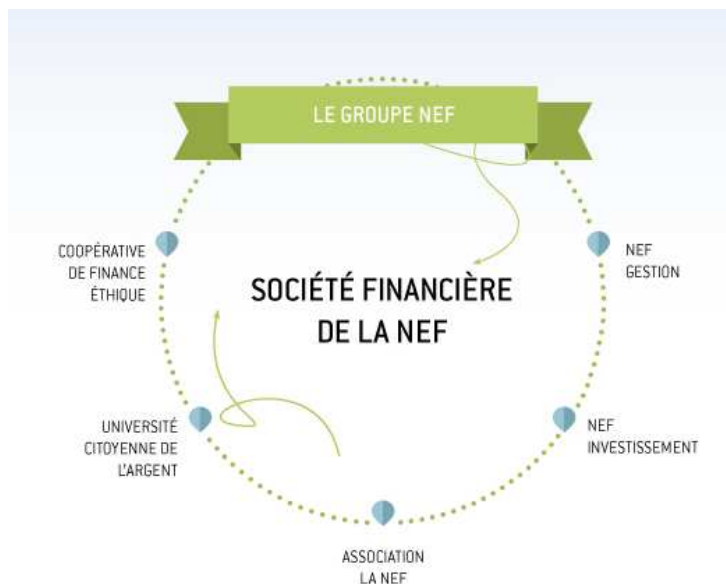 LE GROUPE NEF
COOPÉRATIVE
DE FINANCE
ÉTHIQUE
NEF
GESTION
SOCIÉTÉ FINANCIÈRE
DE LA NEF
UNIVERSITÉ
CITOYENNE DE
L'ARGENT
NEF
INVESTISSEMENT
ASSOCIATION
LA NEF